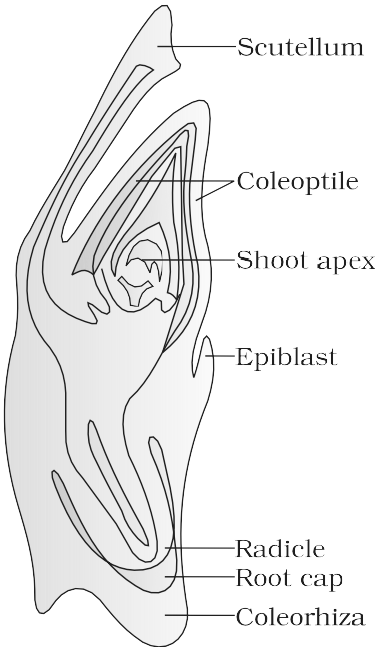 Scutellum
Coleoptile
Shoot apex
Epiblast
Radicle
Root cap
Coleorhiza